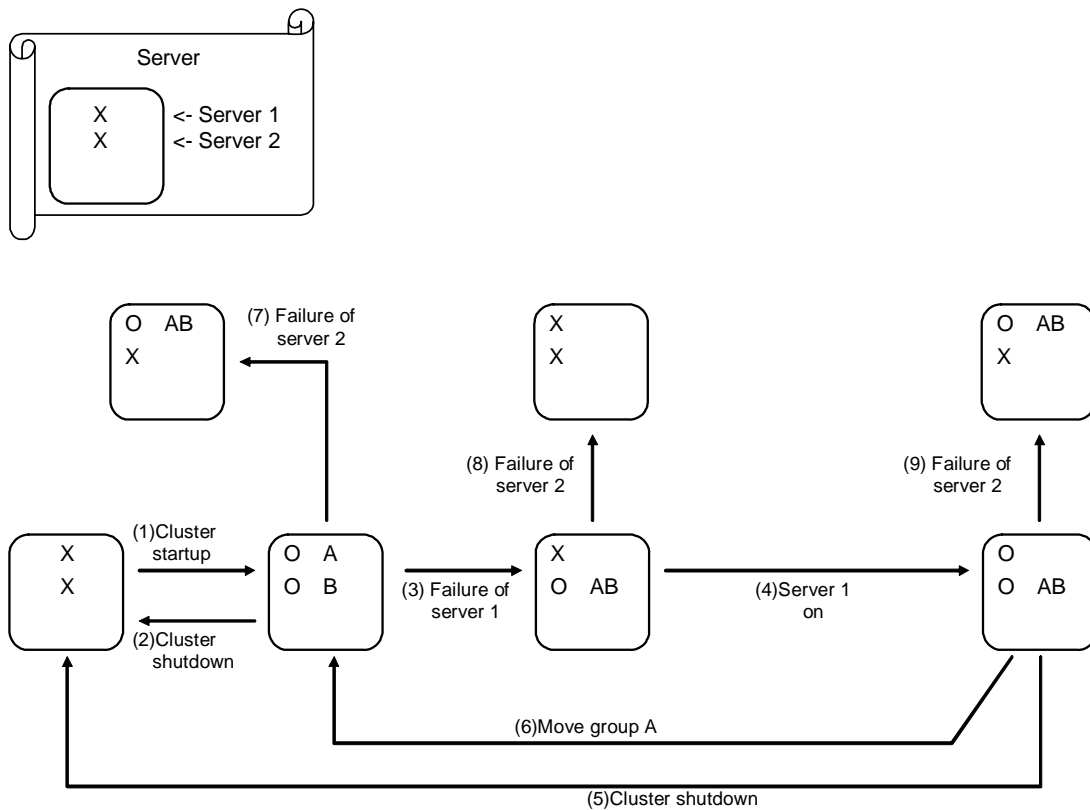 Server
X <- Server 1
X <- Server 2
O AB
X
(7) Failure of
server 2
X
X
O AB
X
(8) Failure of
server 2
(9) Failure of
server 2
X
X
(1)Cluster
startup
(2)Cluster
shutdown
O A
O B
(3) Failure of
server 1
X
O AB
(4)Server 1
on
O
O AB
(6)Move group A
(5)Cluster shutdown